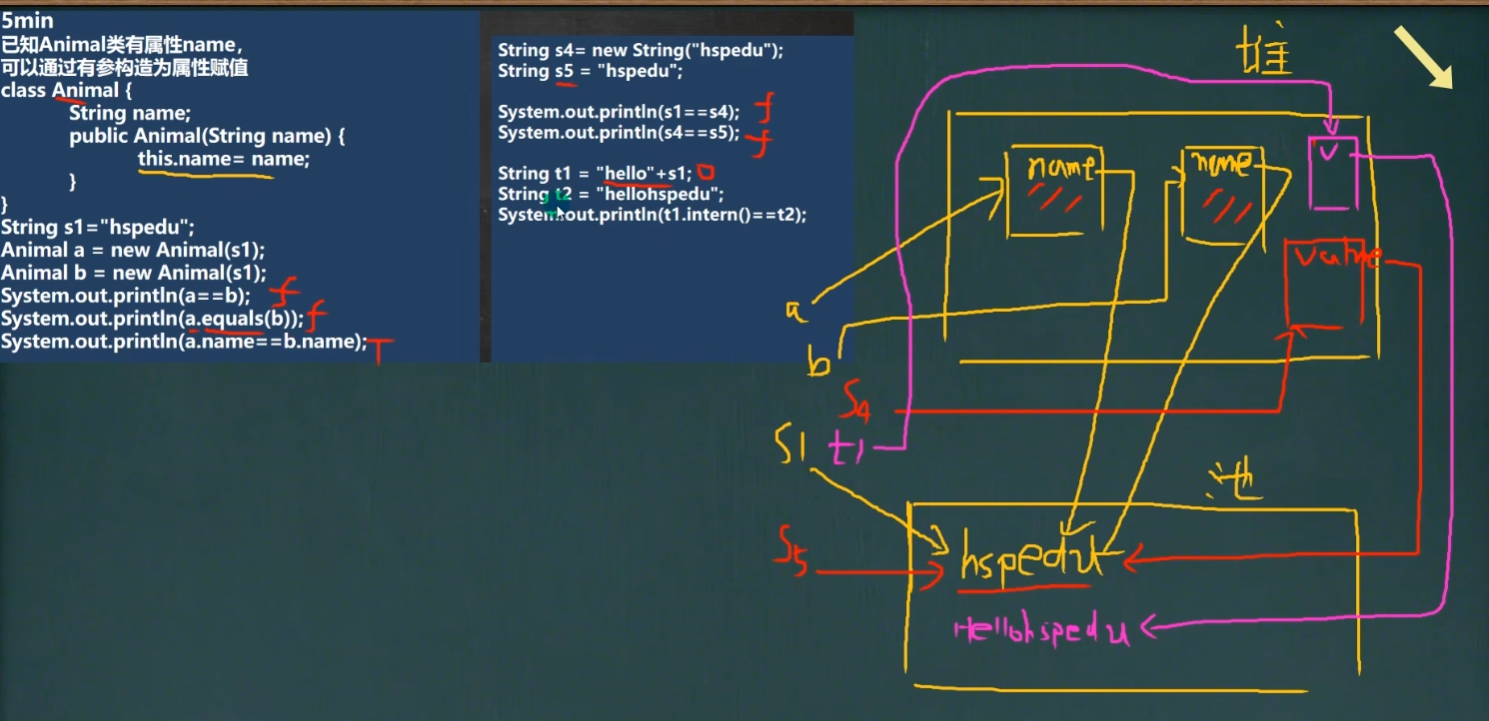 5min
已知Animal类有属性name，
可以通过有参构造为属性赋值
class Animal {
String name;
public Animal(String name) {
this.name= name;
}
}
String s1="hspedu";
Animal a = new Animal(s1);
Animal b = new Animal(s1);
System.out.println(a==b); f
System.out.println(a.equals(b)); f
System.out.println(a.name==b.name); T
String s4= new String("hspedu");
String s5 = "hspedu";
System.out.println(s1==s4); f
System.out.println(s4==s5); f
String t1 = "hello"+s1;
String t2 = "hellohspedu";
System.out.println(t1.intern()==t2);
堆
name
name
v
value
a
b
S4
S1 t1
池
S5
hspedu
Hellohspedu